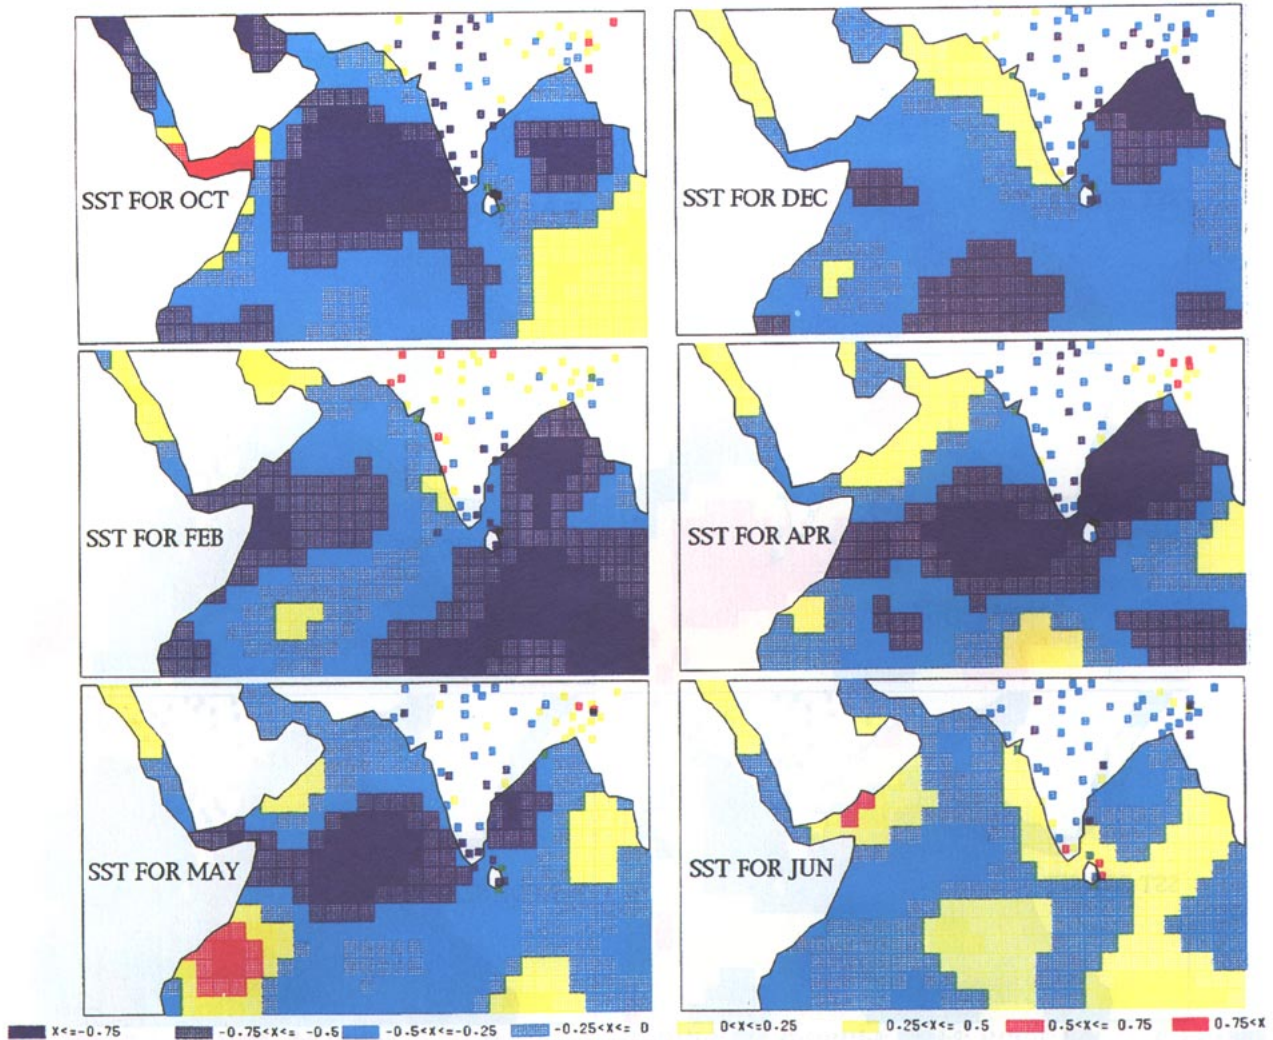 SST FOR OCT
SST FOR DEC
SST FOR FEB
SST FOR APR
SST FOR MAY
SST FOR JUN
X<=-0.75 -0.75<X<= -0.5 -0.5<X<=-0.25 -0.25<X<= 0 0<X<=0.25 0.25<X<= 0.5 0.5<X<= 0.75 0.75<X